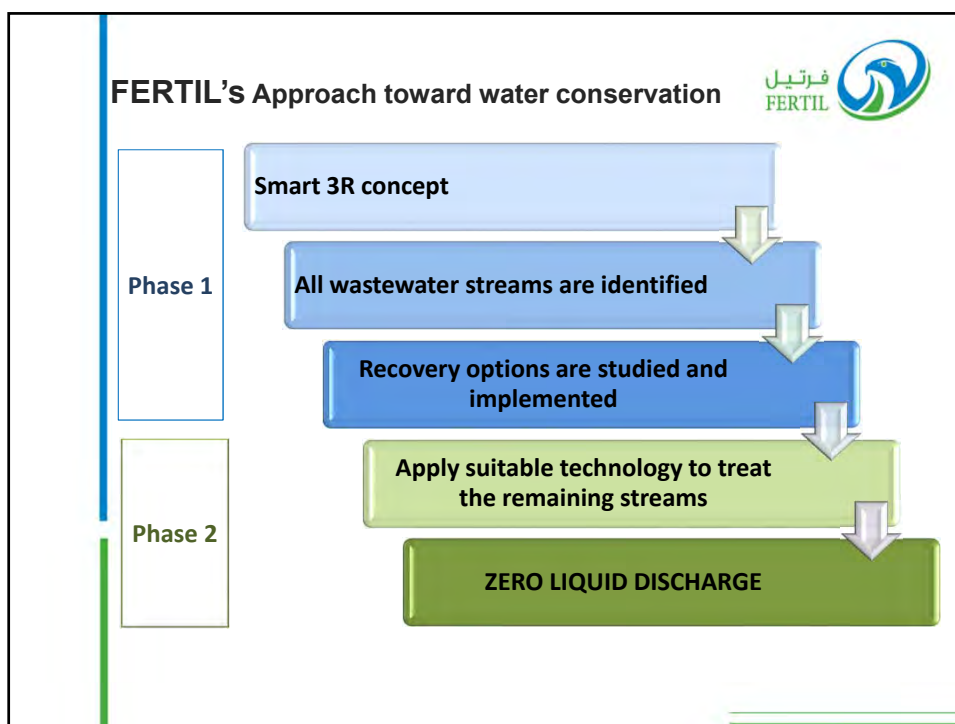 FERTIL's Approach toward water conservation
فرتيل
FERTIL
Phase 1
Smart 3R concept
All wastewater streams are identified
Recovery options are studied and
implemented
Phase 2
Apply suitable technology to treat
the remaining streams
ZERO LIQUID DISCHARGE